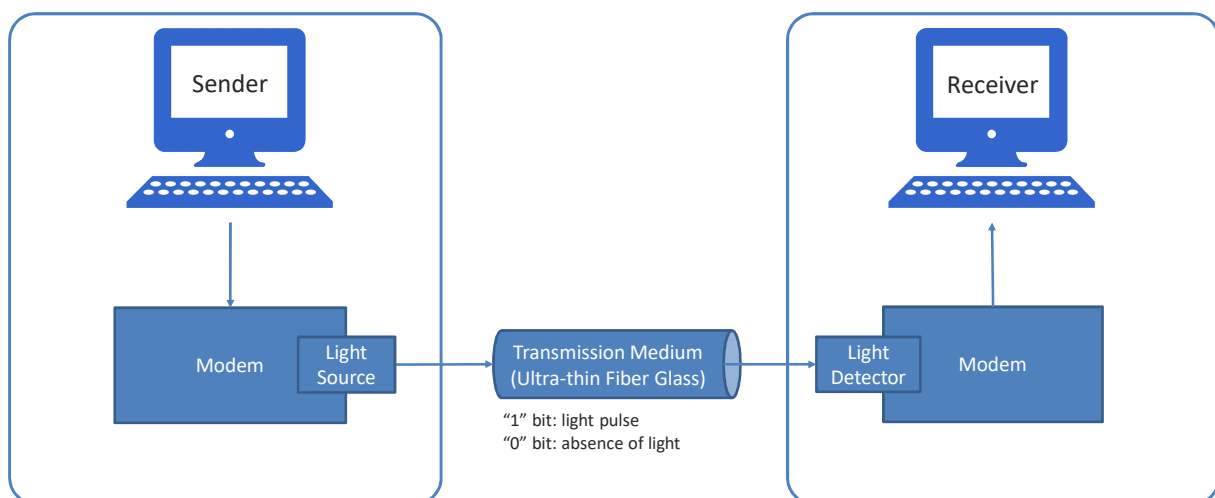 Sender
Receiver
Modem
Light
Source
Transmission Medium
(Ultra-thin Fiber Glass)
Light
Detector
Modem
“1” bit: light pulse
“0” bit: absence of light